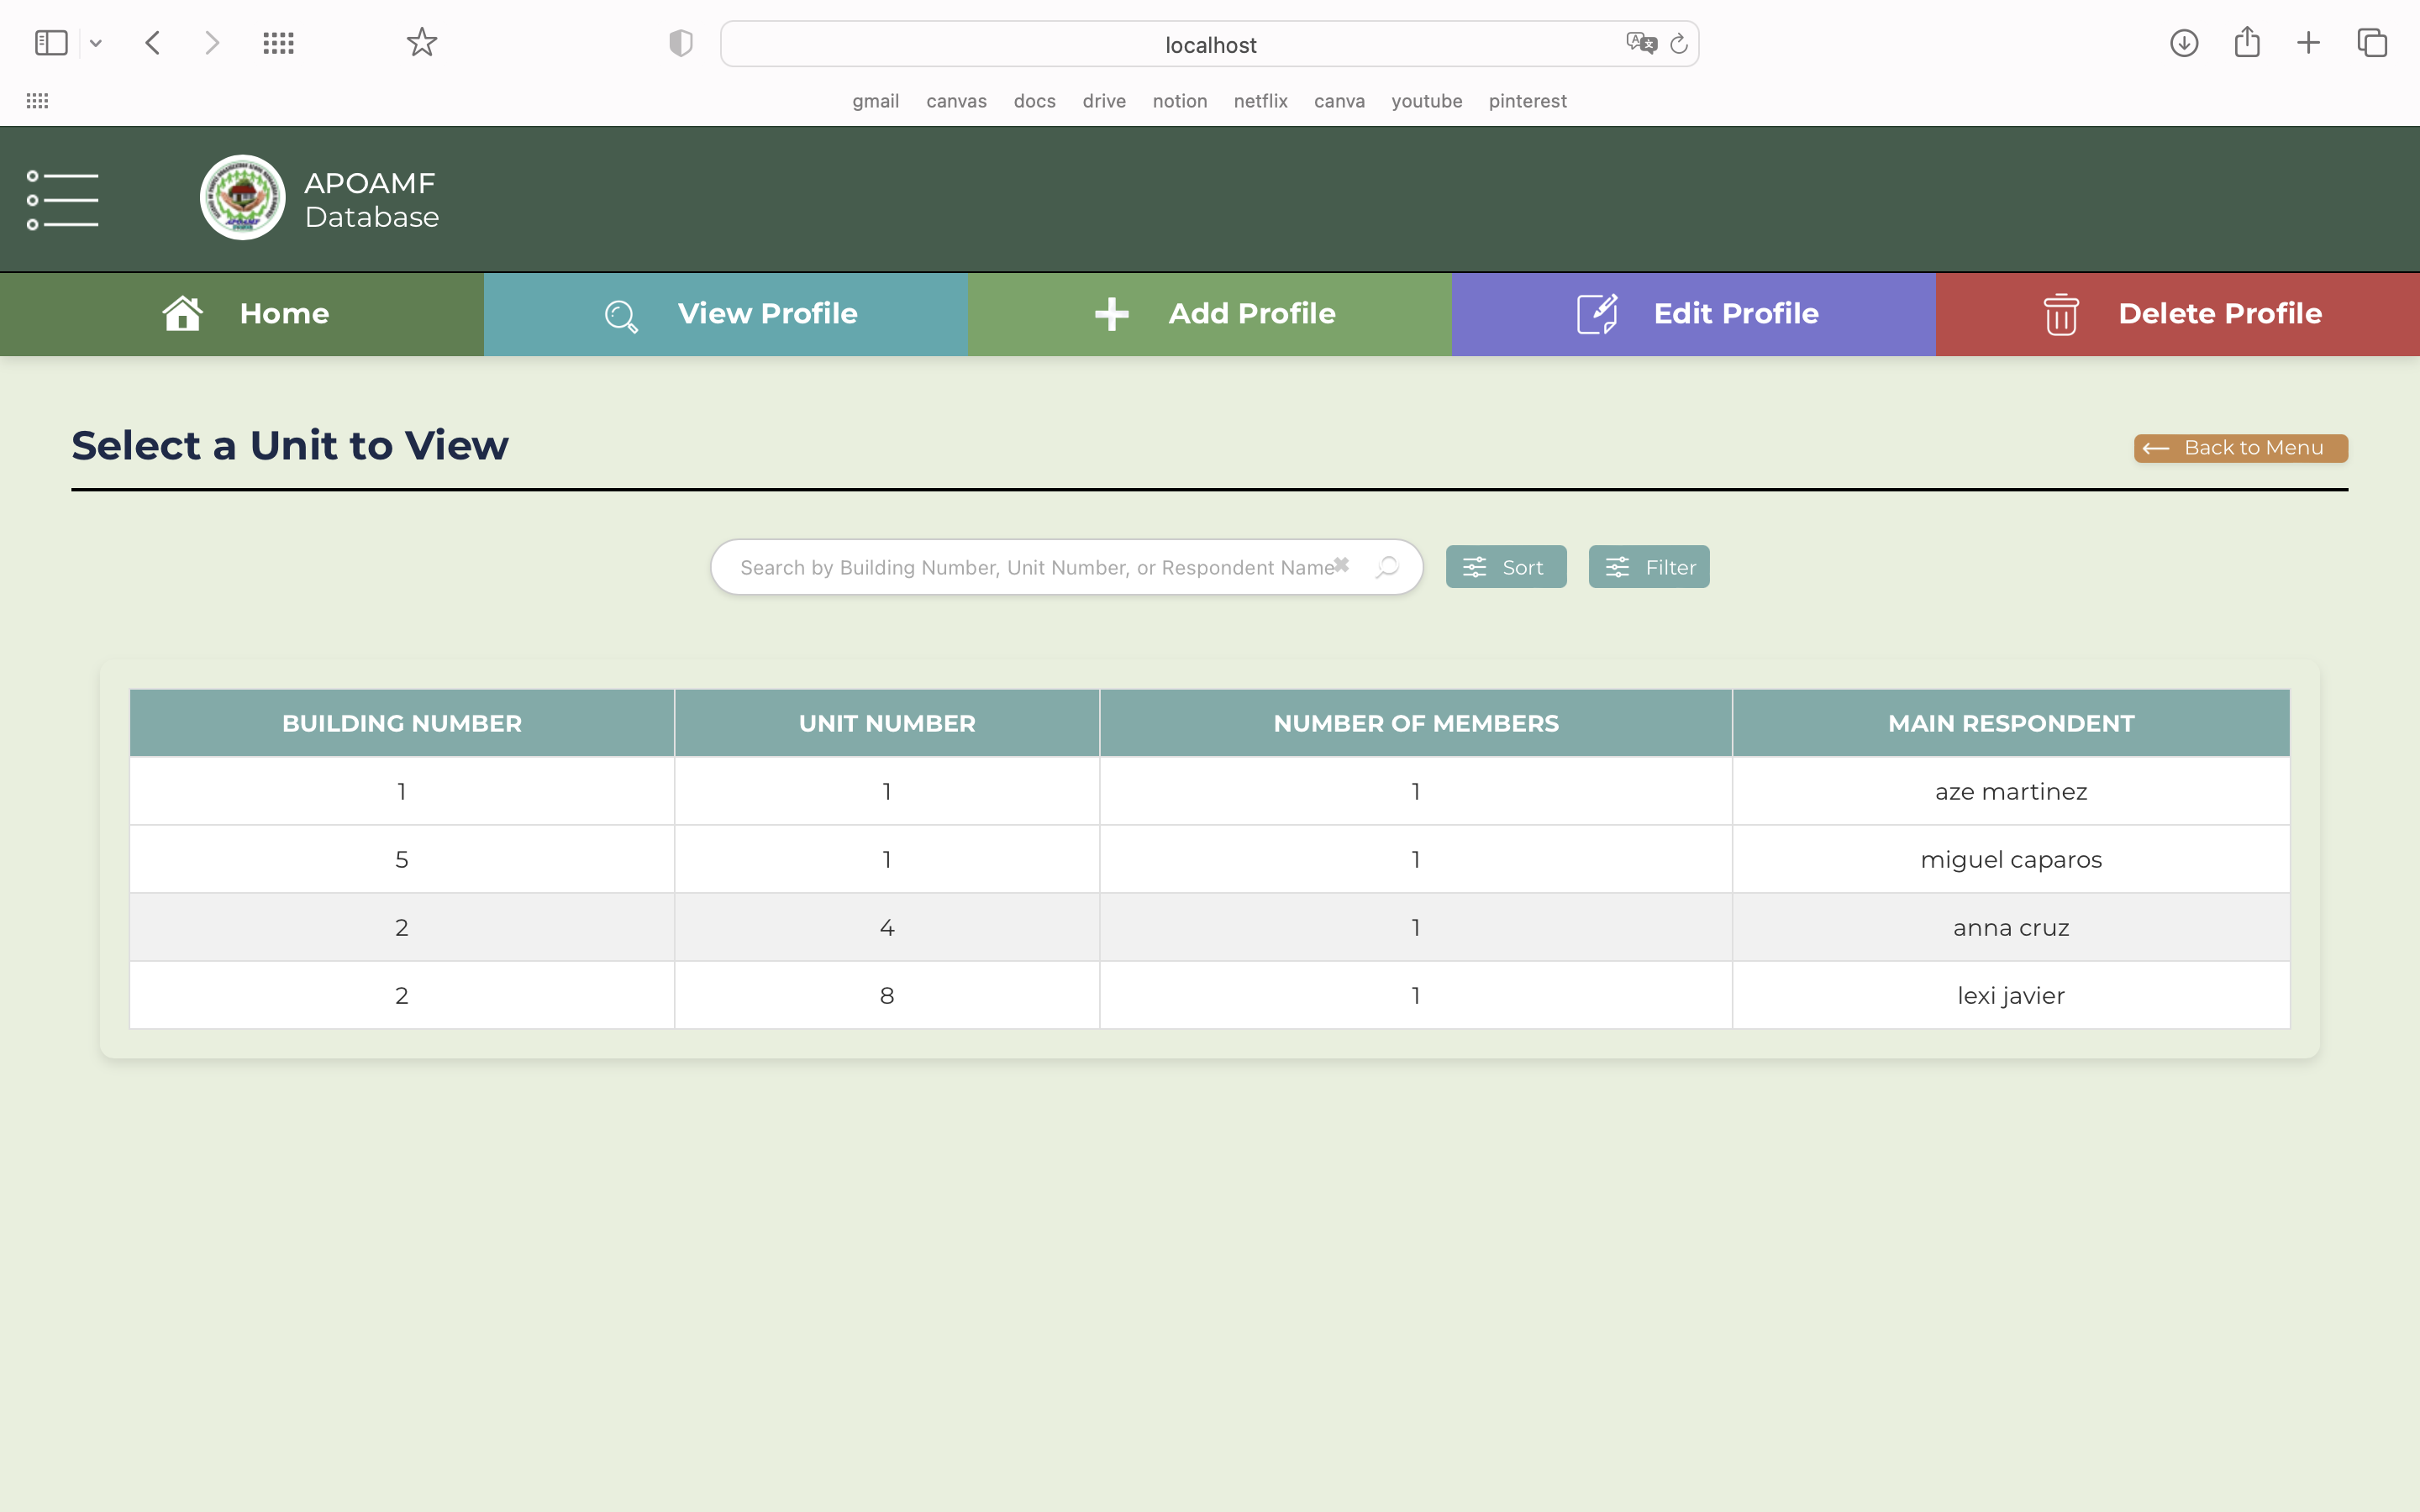 localhost
gmail canvas docs drive notion netflix canva youtube pinterest
APOAMF
Database
Home View Profile Add Profile Edit Profile Delete Profile
Select a Unit to View
Back to Menu
Search by Building Number, Unit Number, or Respondent Name
Sort
Filter
BUILDING NUMBER UNIT NUMBER NUMBER OF MEMBERS MAIN RESPONDENT
1 1 1 aze martinez
5 1 1 miguel caparos
2 4 1 anna cruz
2 8 1 lexi javier